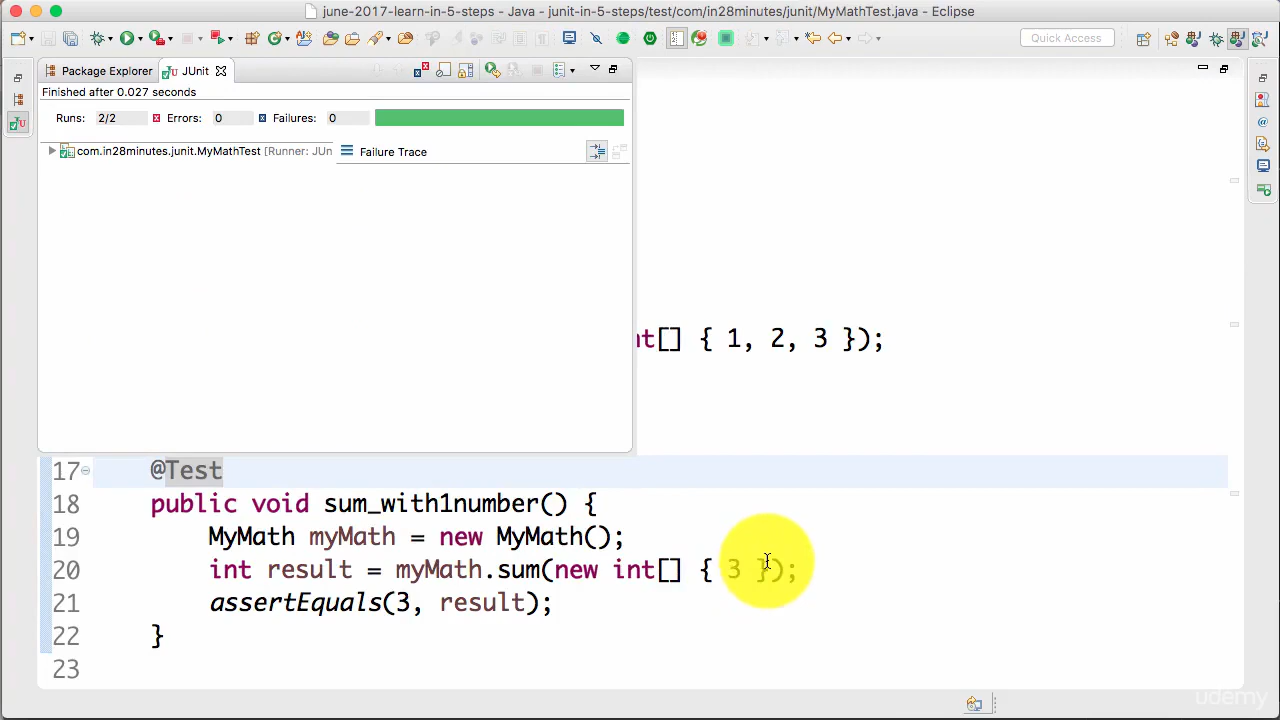 june-2017-learn-in-5-steps - Java - junit-in-5-steps/test/com/in28minutes/junit/MyMathTest.java - Eclipse
Quick Access
Package Explorer JUnit
Finished after 0.027 seconds
Runs: 2/2 Errors: 0 Failures: 0
com.in28minutes.junit.MyMathTest [Runner: JUn Failure Trace
nt[] { 1, 2, 3 });
17 @Test
18 public void sum_with1number() {
19 MyMath myMath = new MyMath();
20 int result = myMath.sum(new int[] { 3 });
21 assertEquals(3, result);
22 }
23
udemy